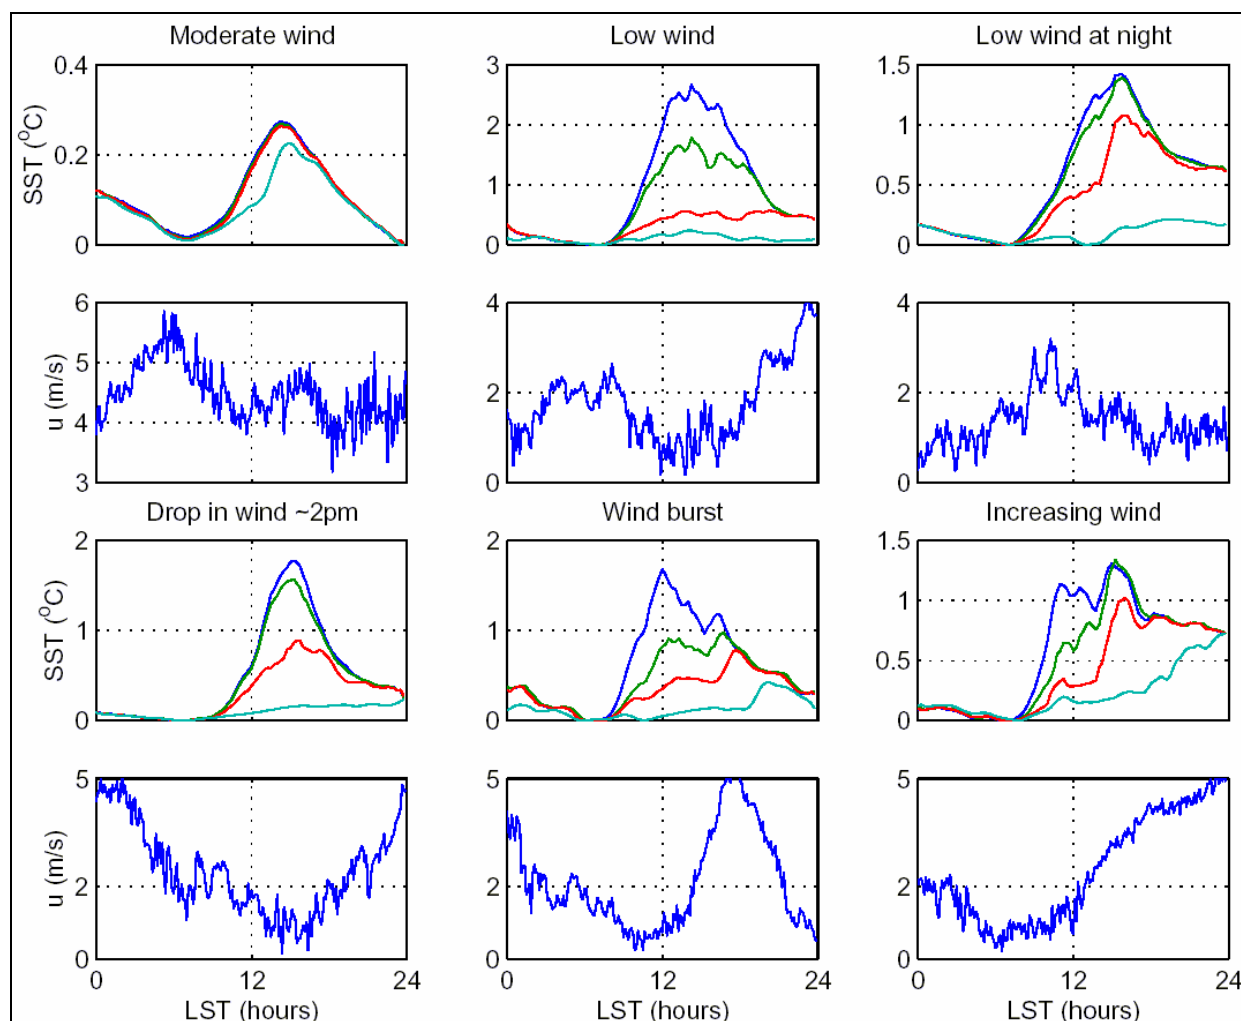 Moderate wind Low wind Low wind at night
0.4 3 1.5
SST (°C)
2 1
0.2
1 0.5
0 0 0
6 4 4
u (m/s)
5
2 2
4
3 0 0
Drop in wind ~2pm Wind burst Increasing wind
2 2 1.5
SST (°C)
1 1 1
0.5
0 0 0
5 5 5
u (m/s)
2 2 2
0 0 0
0 12 24 0 12 24 0 12 24
LST (hours) LST (hours) LST (hours)